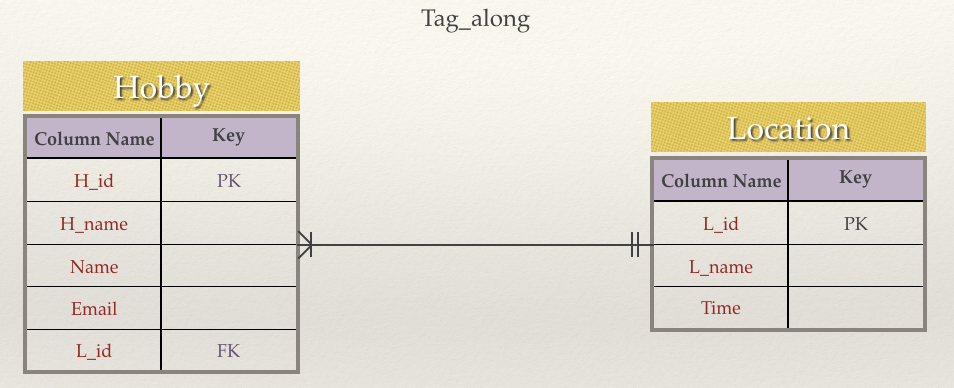 Tag_along
Hobby
Column Name Key
H_id PK
H_name
Name
Email
L_id FK
Location
Column Name Key
L_id PK
L_name
Time